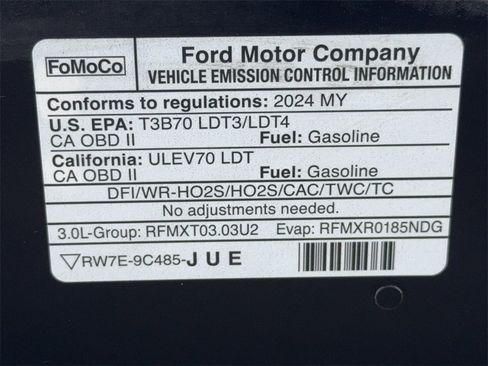 FoMoCo
Ford Motor Company
VEHICLE EMISSION CONTROL INFORMATION
Conforms to regulations: 2024 MY
U.S. EPA: T3B70 LDT3/LDT4
CA OBD II Fuel: Gasoline
California: ULEV70 LDT
CA OBD II Fuel: Gasoline
DFI/WR-HO2S/HO2S/CAC/TWC/TC
No adjustments needed.
3.0L-Group: RFMXT03.03U2 Evap: RFMXR0185NDG
RW7E-9C485-JUE